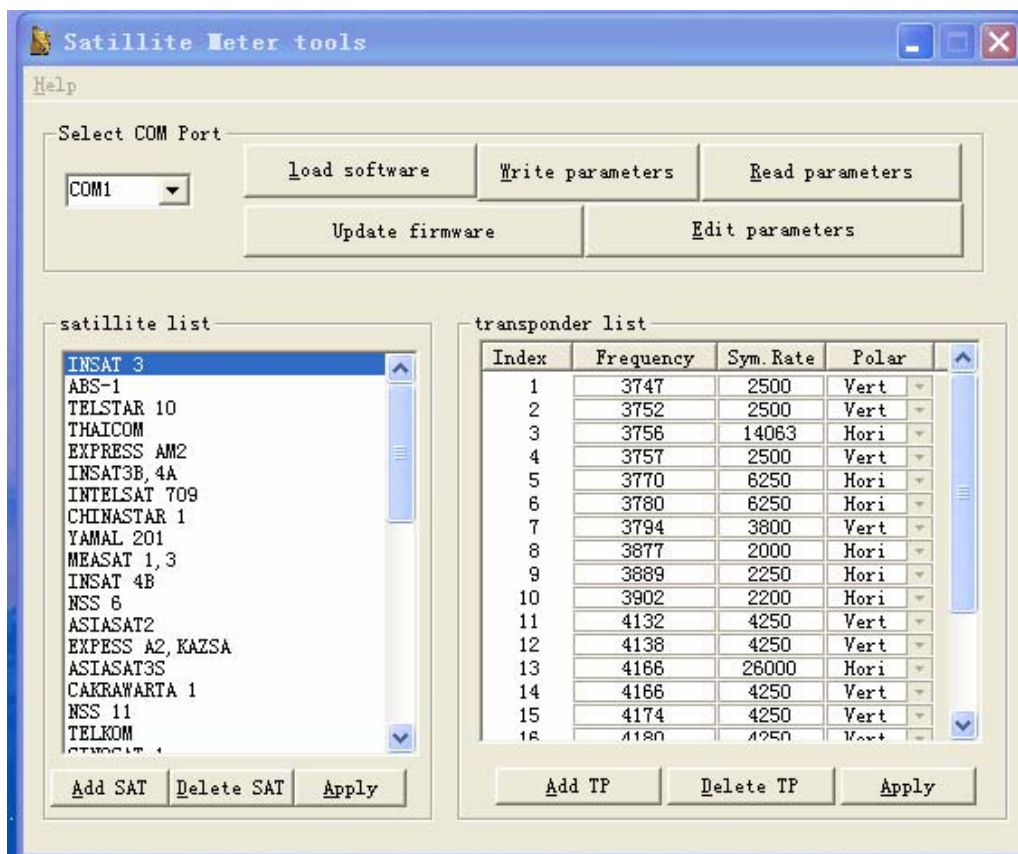 Satillite Meter tools
Help
Select COM Port
COM1
load software
Write parameters
Read parameters
Update firmware
Edit parameters
satillite list
INSAT 3
ABS-1
TELSTAR 10
THAICOM
EXPRESS AM2
INSAT3B, 4A
INTELSAT 709
CHINASTAR 1
YAMAL 201
MEASAT 1, 3
INSAT 4B
NSS 6
ASIASAT2
EXPESS A2, KAZSA
ASIASAT3S
CAKRAWARTA 1
NSS 11
TELKOM
Add SAT Delete SAT Apply
transponder list
Index Frequency Sym. Rate Polar
1 3747 2500 Vert
2 3752 2500 Vert
3 3756 14063 Hori
4 3757 2500 Vert
5 3770 6250 Hori
6 3780 6250 Hori
7 3794 3800 Vert
8 3877 2000 Hori
9 3889 2250 Hori
10 3902 2200 Hori
11 4132 4250 Vert
12 4138 4250 Vert
13 4166 26000 Hori
14 4166 4250 Vert
15 4174 4250 Vert
16 4180 4250 Vert
Add TP Delete TP Apply